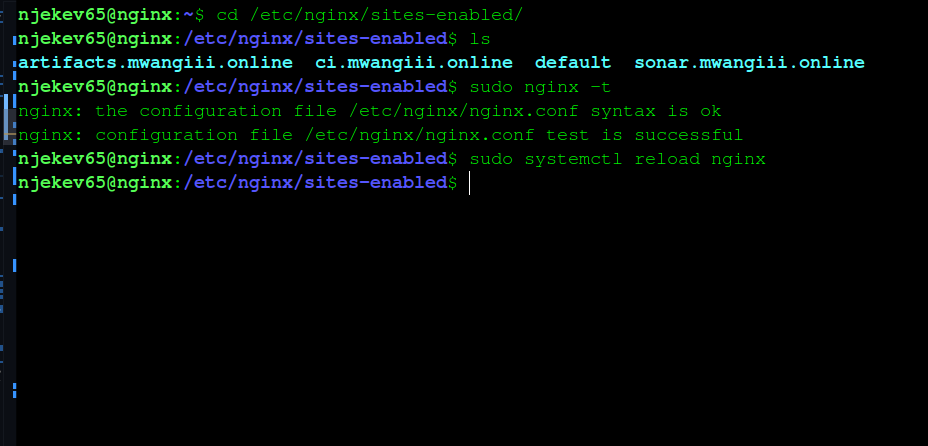 njekev65@nginx:~$ cd /etc/nginx/sites-enabled/
njekev65@nginx:/etc/nginx/sites-enabled$ ls
artifacts.mwangiii.online  ci.mwangiii.online  default  sonar.mwangiii.online
njekev65@nginx:/etc/nginx/sites-enabled$ sudo nginx -t
nginx: the configuration file /etc/nginx/nginx.conf syntax is ok
nginx: configuration file /etc/nginx/nginx.conf test is successful
njekev65@nginx:/etc/nginx/sites-enabled$ sudo systemctl reload nginx
njekev65@nginx:/etc/nginx/sites-enabled$